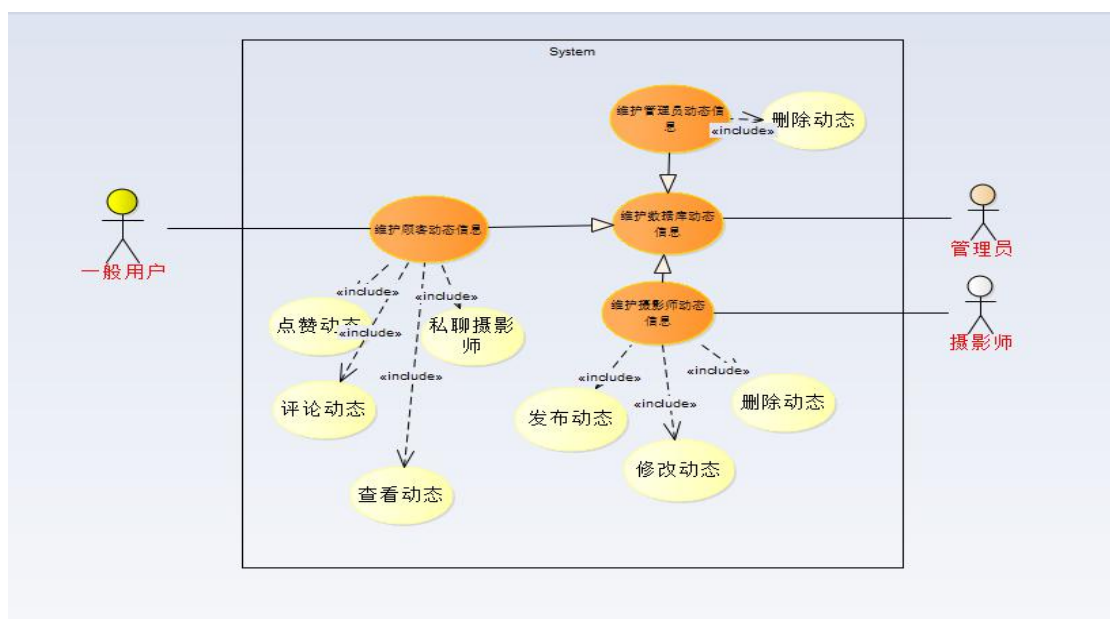 System
维护管理员动态信
息
«include»
删除动态
维护顾客动态信息
维护数据库动态
信息
管理员
一般用户
维护摄影师动态
信息
摄影师
«include»
«include»
点赞动态
«include»
私聊摄影
师
«include»
«include»
«include»
«include»
评论动态
发布动态
删除动态
修改动态
查看动态